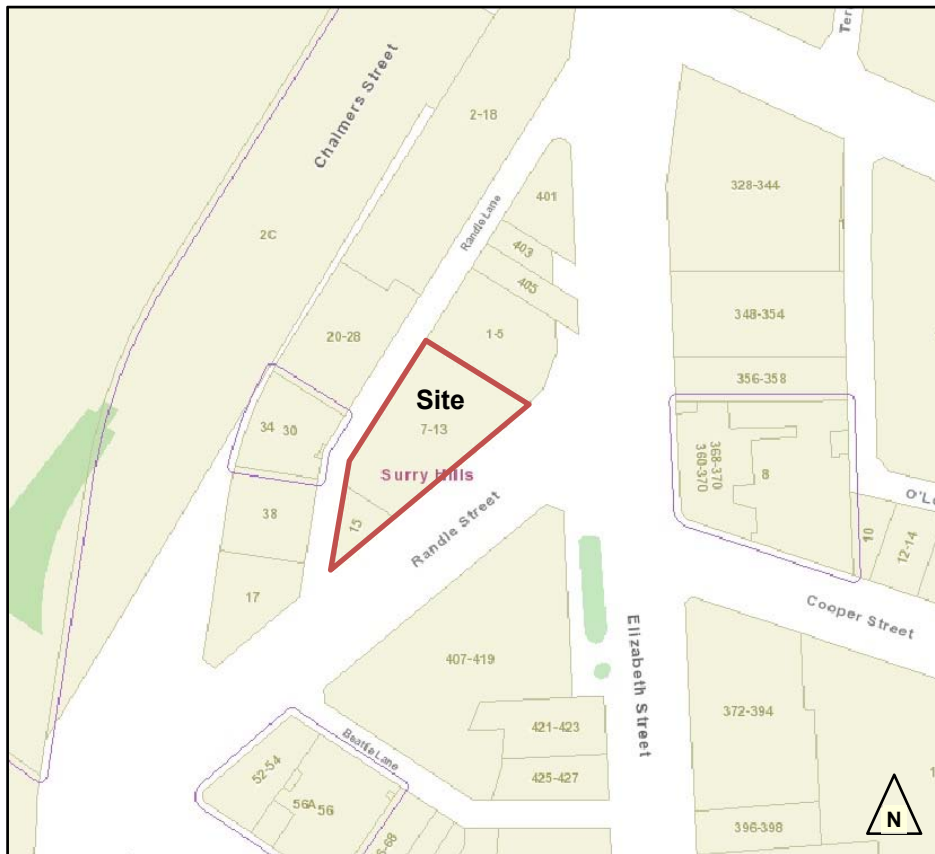 Ter
Chalmers Street
2-18
328-344
401
Randle Lane
2C
403
405
348-354
20-28
1-5
356-358
Site
34 30
7-13
368-370
360-370
8
Surry Hills
O'L
38
15
10
12-14
Randle Street
17
Cooper Street
Elizabeth Street
407-419
372-394
421-423
Beattie Lane
52-54
425-427
56A 56
N
396-398